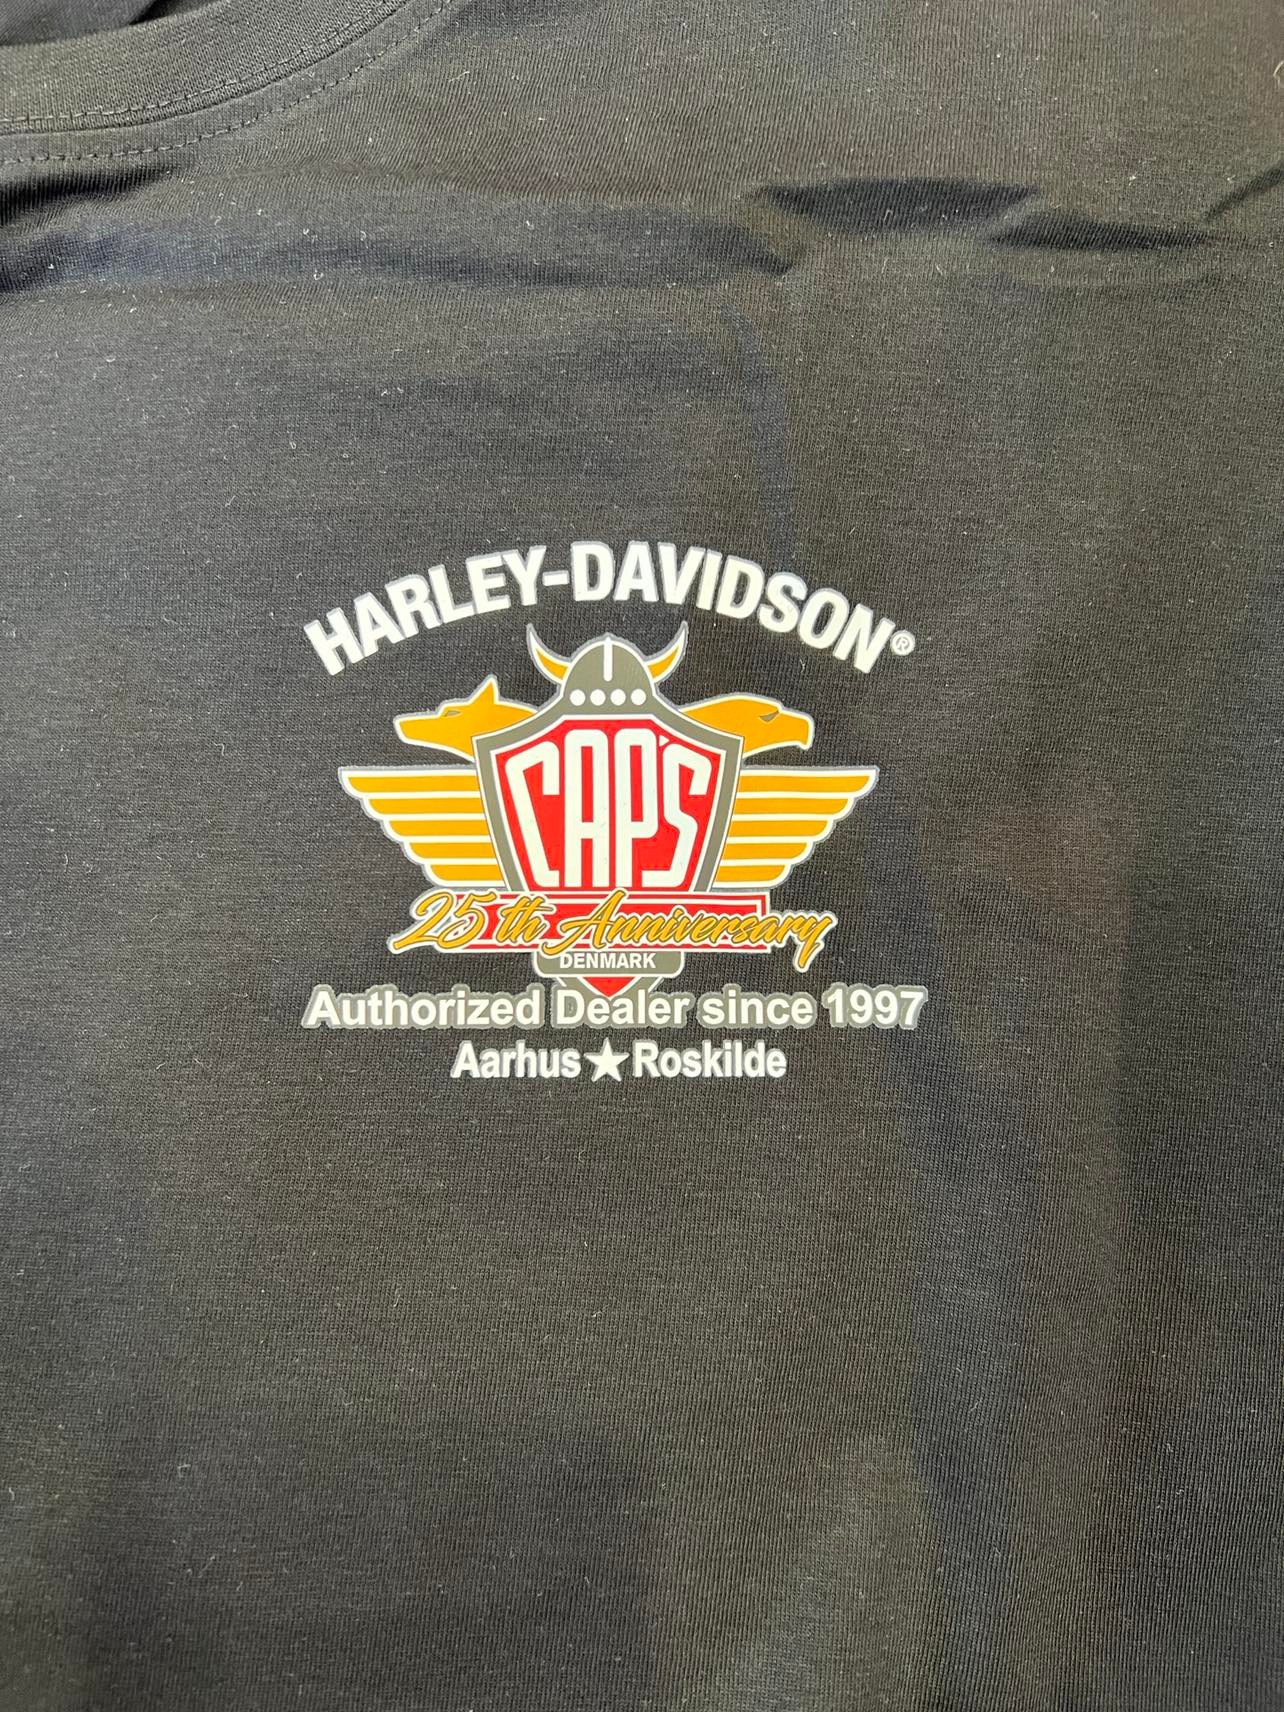 HARLEY-DAVIDSON®
CAP'S
25th Anniversary
DENMARK
Authorized Dealer since 1997
Aarhus★Roskilde